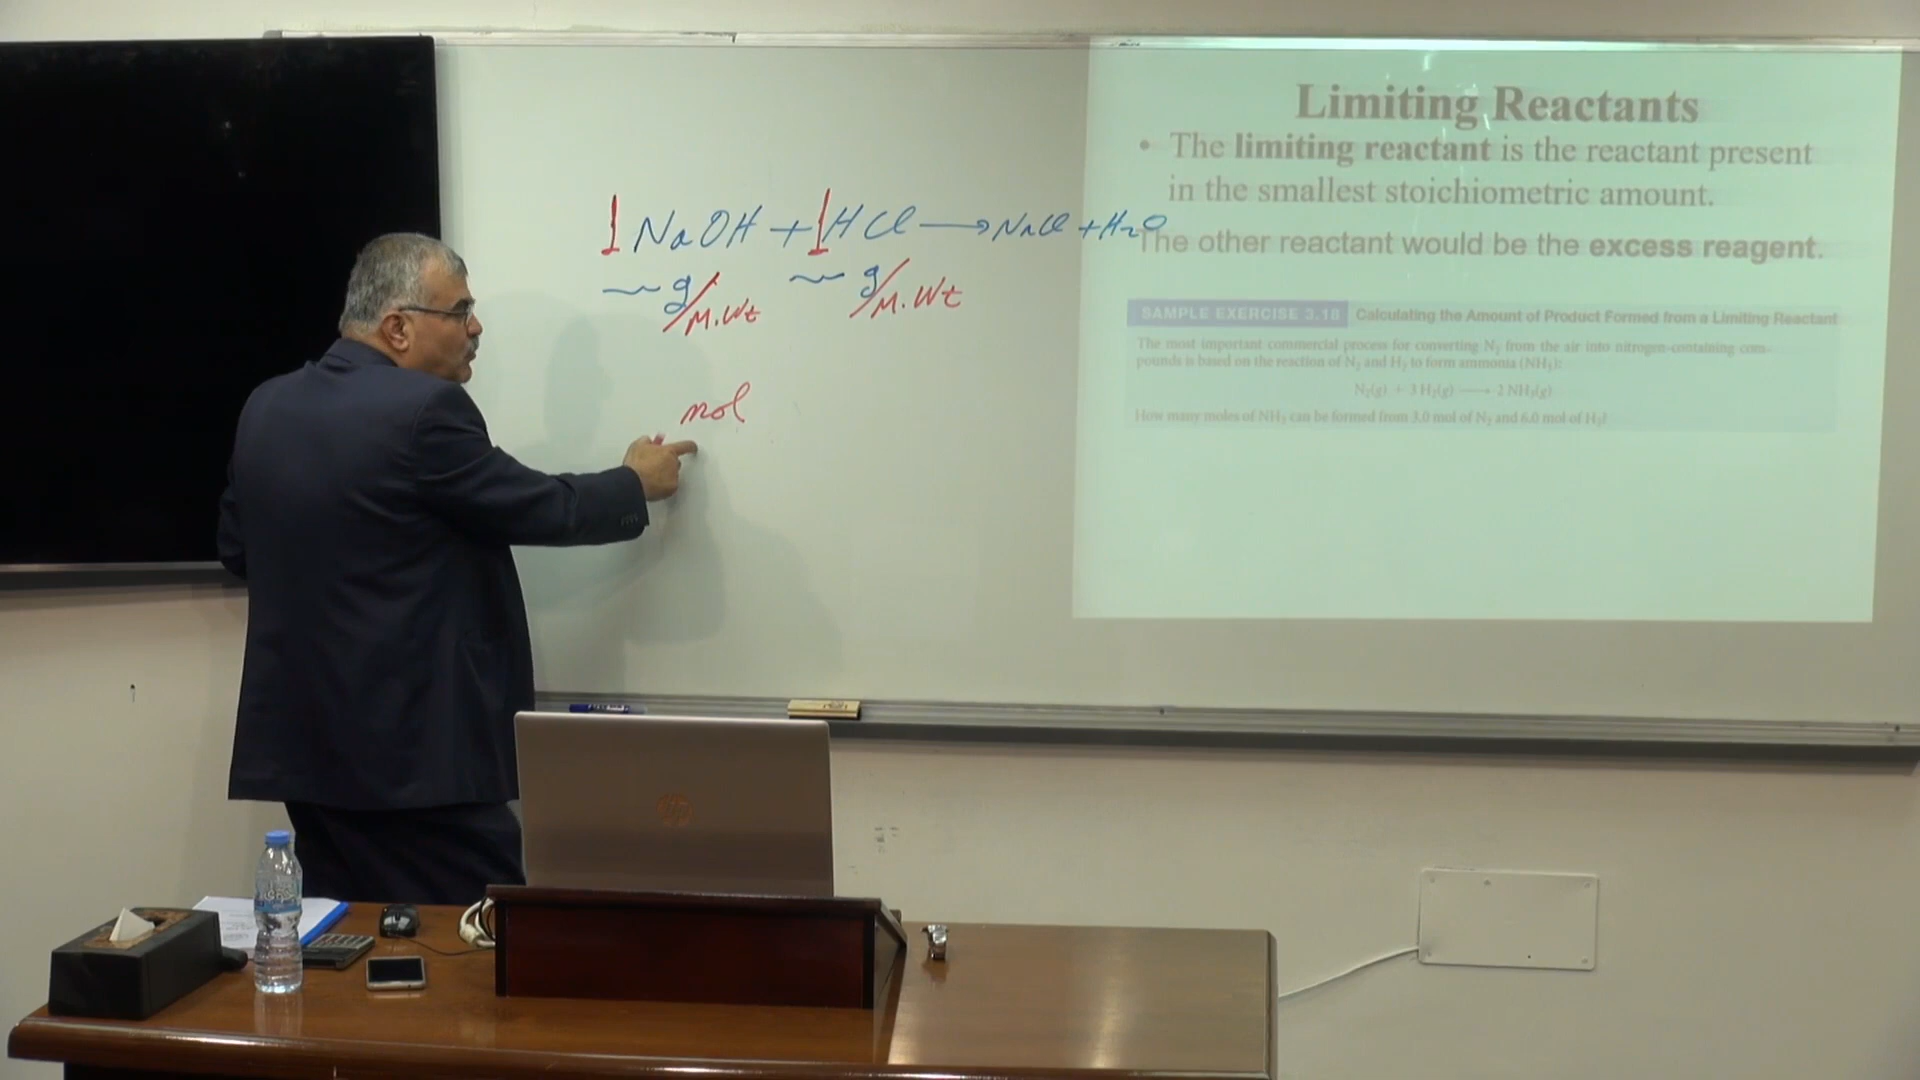 1 NaOH + 1 HCl → NaCl + H2O
g/M.Wt g/M.Wt
mol
Limiting Reactants
• The limiting reactant is the reactant present
in the smallest stoichiometric amount.
The other reactant would be the excess reagent.
SAMPLE EXERCISE 3.18 Calculating the Amount of Product Formed from a Limiting Reactant
The most important commercial process for converting N2 from the air into nitrogen-containing com-
pounds is based on the reaction of N2 and H2 to form ammonia (NH3):
N2(g) + 3 H2(g) → 2 NH3(g)
How many moles of NH3 can be formed from 3.0 mol of N2 and 6.0 mol of H2?
hp